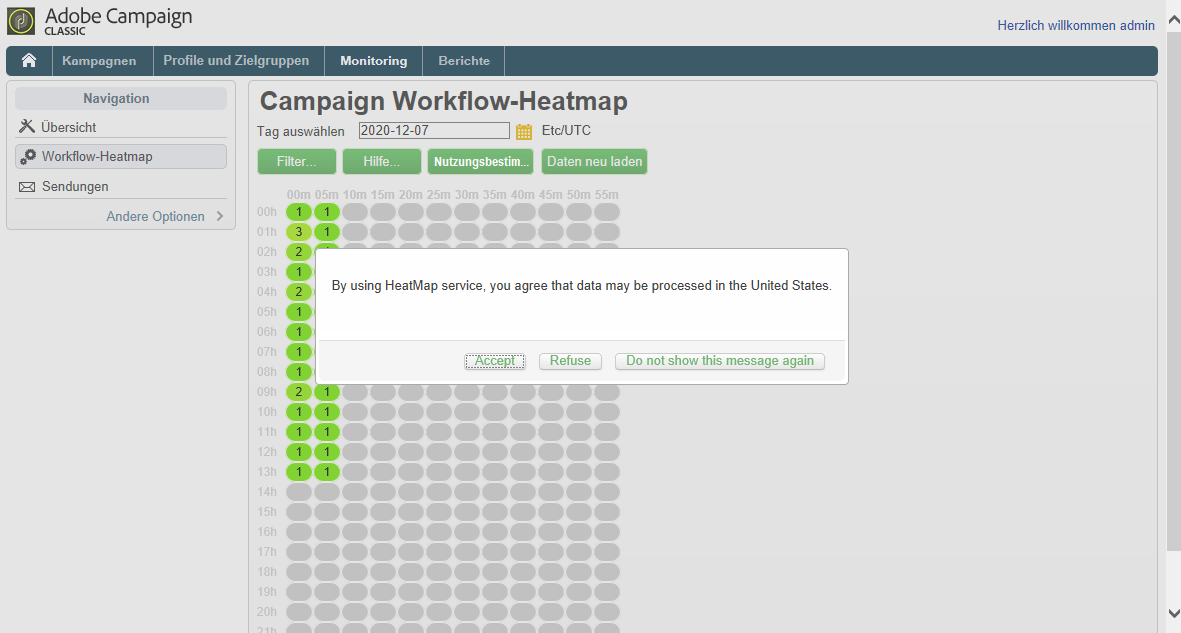 Adobe Campaign
CLASSIC
Herzlich willkommen admin
Kampagnen Profile und Zielgruppen Monitoring Berichte
Navigation
Übersicht
Workflow-Heatmap
Sendungen
Andere Optionen
Campaign Workflow-Heatmap
Tag auswählen 2020-12-07 Etc/UTC
Filter... Hilfe... Nutzungsbestim... Daten neu laden
00m 05m 10m 15m 20m 25m 30m 35m 40m 45m 50m 55m
00h 1 1
01h 3 1
02h 2
03h 1
04h 2
05h 1
06h 1
07h 1
08h 1
09h 2 1
10h 1 1
11h 1 1
12h 1 1
13h 1 1
14h
15h
16h
17h
18h
19h
20h
21h
By using HeatMap service, you agree that data may be processed in the United States.
Accept Refuse Do not show this message again